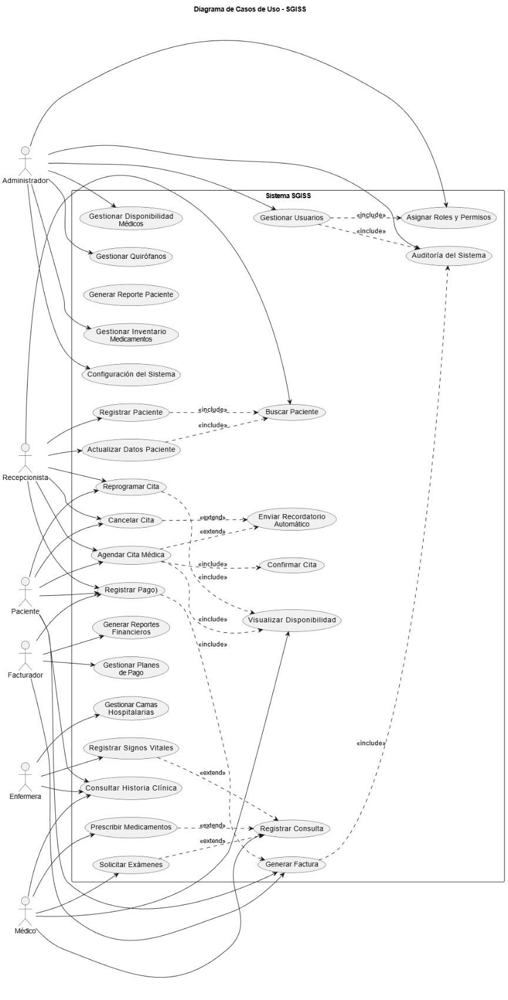 Diagrama de Casos de Uso - SGISS
Administrador
Sistema SGISS
Gestionar Disponibilidad
Médicos
Gestionar Usuarios
«include»
Asignar Roles y Permisos
«include»
Gestionar Quirófanos
Auditoría del Sistema
Generar Reporte Paciente
Gestionar Inventario
Medicamentos
Configuración del Sistema
Registrar Paciente
«include»
Buscar Paciente
«include»
Actualizar Datos Paciente
Recepcionista
Reprogramar Cita
Cancelar Cita
«extend»
Enviar Recordatorio
Automático
«extend»
Agendar Cita Médica
«include»
Confirmar Cita
«include»
Registrar Pago)
Paciente
«include»
Visualizar Disponibilidad
Generar Reportes
Financieros
«include»
Facturador
Gestionar Planes
de Pago
Gestionar Camas
Hospitalarias
«include»
Registrar Signos Vitales
«extend»
Enfermera
Consultar Historia Clínica
Prescribir Medicamentos
«extend»
Registrar Consulta
«extend»
Solicitar Exámenes
Generar Factura
Médico